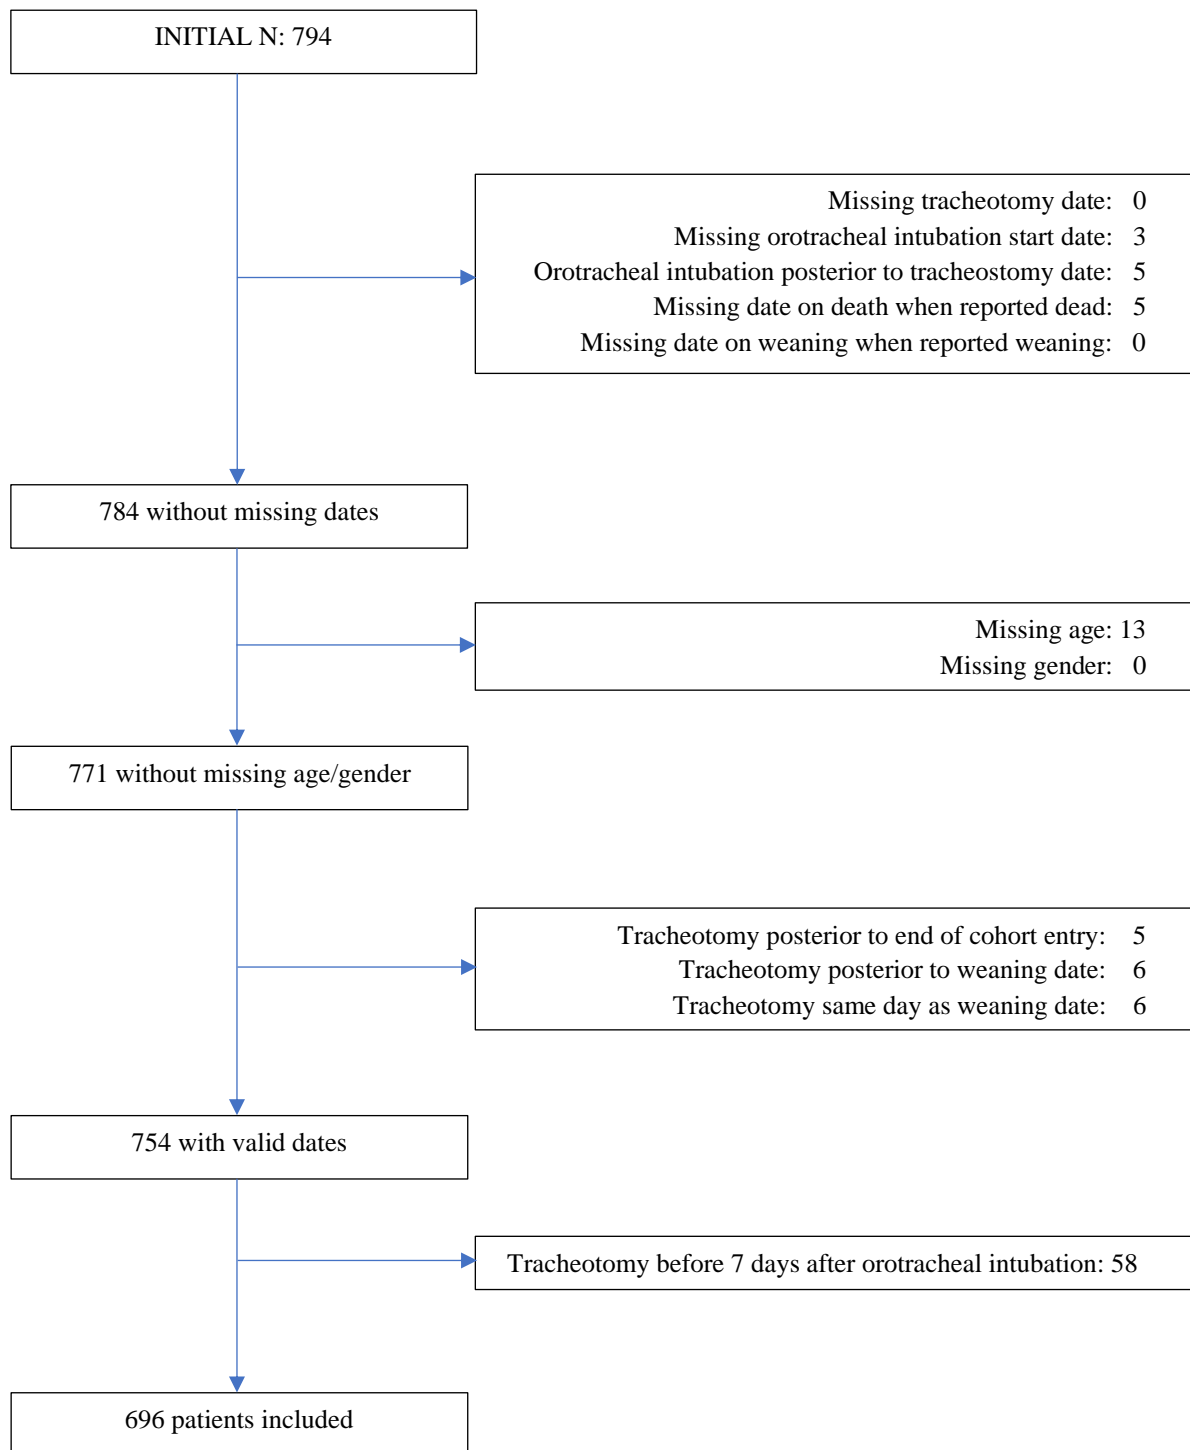 INITIAL N: 794
Missing tracheotomy date: 0
Missing orotracheal intubation start date: 3
Orotracheal intubation posterior to tracheostomy date: 5
Missing date on death when reported dead: 5
Missing date on weaning when reported weaning: 0
784 without missing dates
Missing age: 13
Missing gender: 0
771 without missing age/gender
Tracheotomy posterior to end of cohort entry: 5
Tracheotomy posterior to weaning date: 6
Tracheotomy same day as weaning date: 6
754 with valid dates
Tracheotomy before 7 days after orotracheal intubation: 58
696 patients included